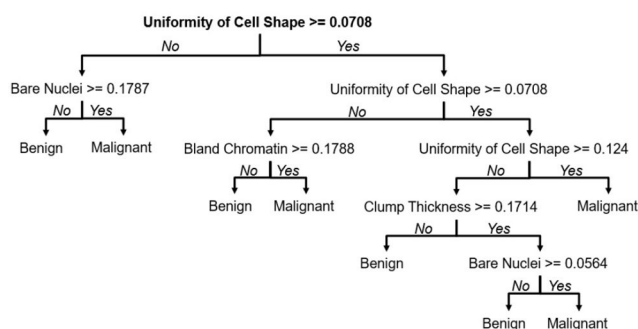 Uniformity of Cell Shape >= 0.0708
No Yes
Bare Nuclei >= 0.1787 Uniformity of Cell Shape >= 0.0708
No Yes No Yes
Benign Malignant Bland Chromatin >= 0.1788 Uniformity of Cell Shape >= 0.124
No Yes No Yes
Benign Malignant Clump Thickness >= 0.1714 Malignant
No Yes
Benign Bare Nuclei >= 0.0564
No Yes
Benign Malignant